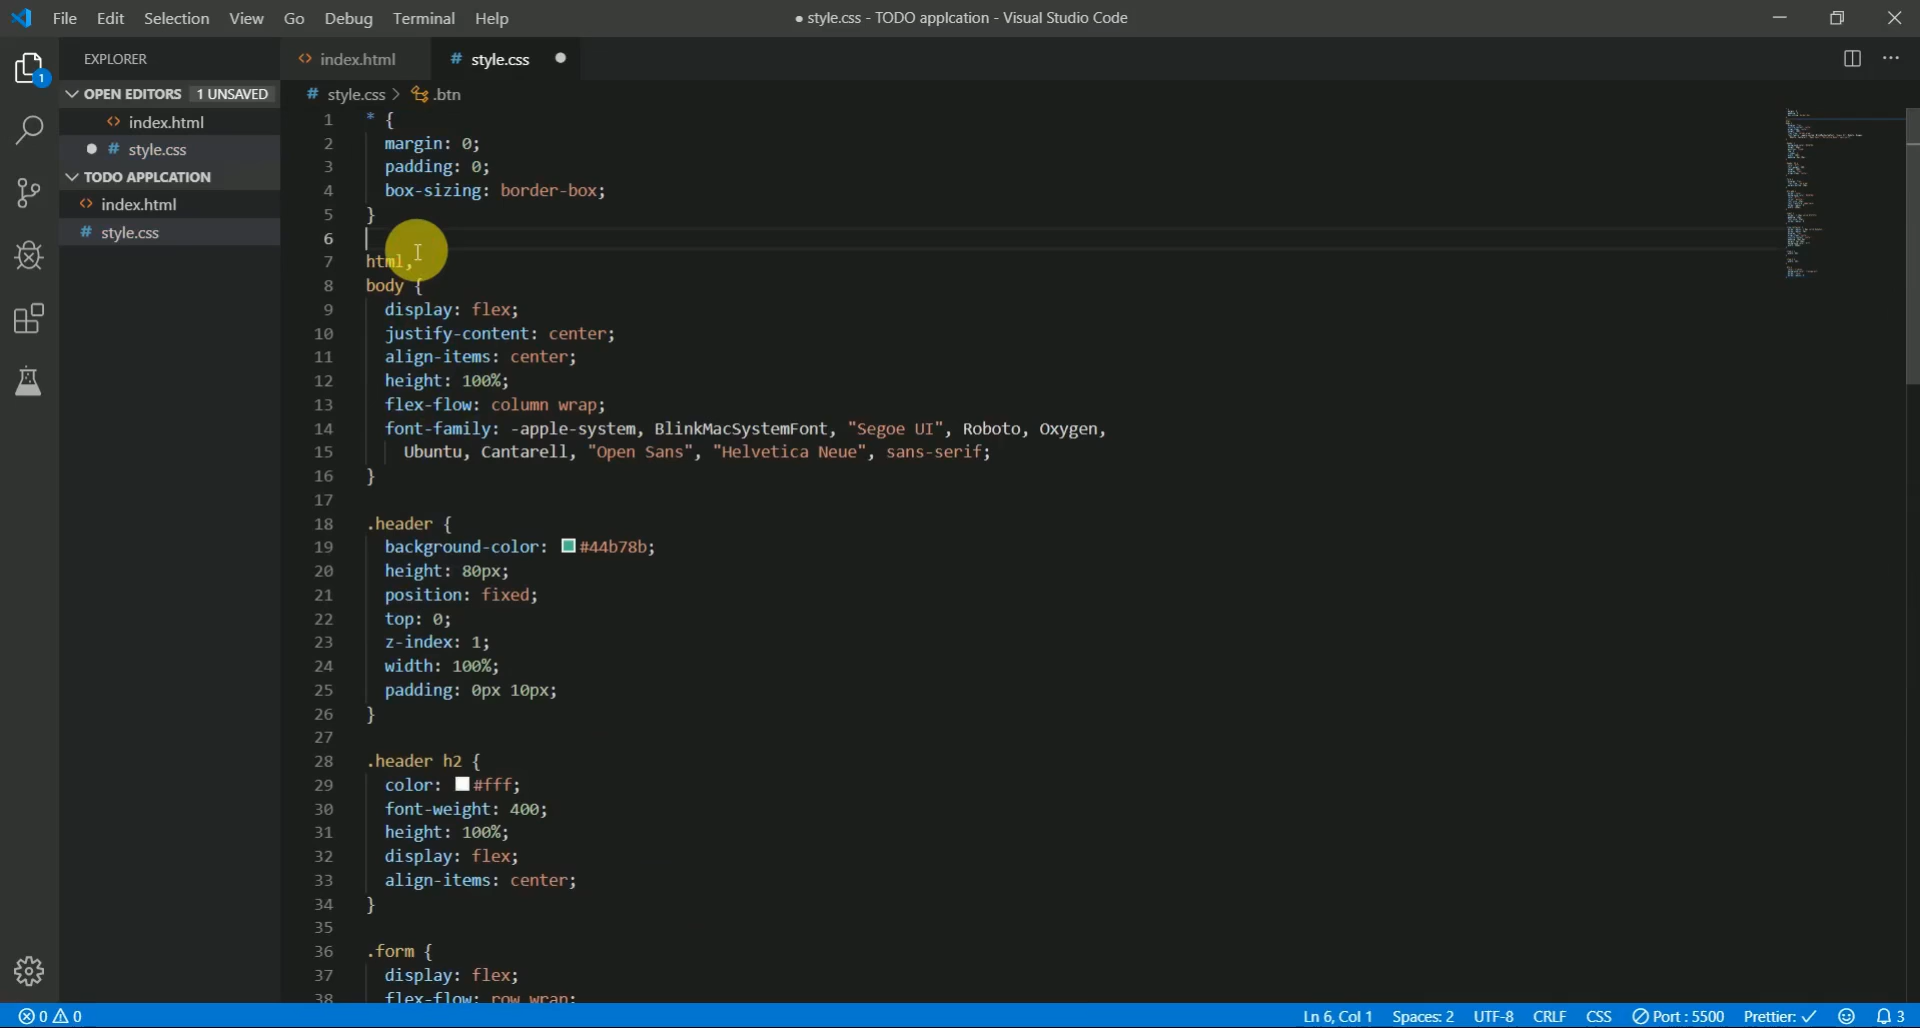 File Edit Selection View Go Debug Terminal Help
● style.css - TODO applcation - Visual Studio Code
EXPLORER
OPEN EDITORS 1 UNSAVED
index.html
# style.css
TODO APPLCATION
index.html
# style.css
1
index.html
# style.css
# style.css > .btn
1 * {
2 margin: 0;
3 padding: 0;
4 box-sizing: border-box;
5 }
6
7 html,
8 body {
9 display: flex;
10 justify-content: center;
11 align-items: center;
12 height: 100%;
13 flex-flow: column wrap;
14 font-family: -apple-system, BlinkMacSystemFont, "Segoe UI", Roboto, Oxygen,
15 Ubuntu, Cantarell, "Open Sans", "Helvetica Neue", sans-serif;
16 }
17
18 .header {
19 background-color: #44b78b;
20 height: 80px;
21 position: fixed;
22 top: 0;
23 z-index: 1;
24 width: 100%;
25 padding: 0px 10px;
26 }
27
28 .header h2 {
29 color: #fff;
30 font-weight: 400;
31 height: 100%;
32 display: flex;
33 align-items: center;
34 }
35
36 .form {
37 display: flex;
38 flex-flow: row wrap;
0 0
Ln 6, Col 1 Spaces: 2 UTF-8 CRLF CSS Port : 5500 Prettier: ✓ 3